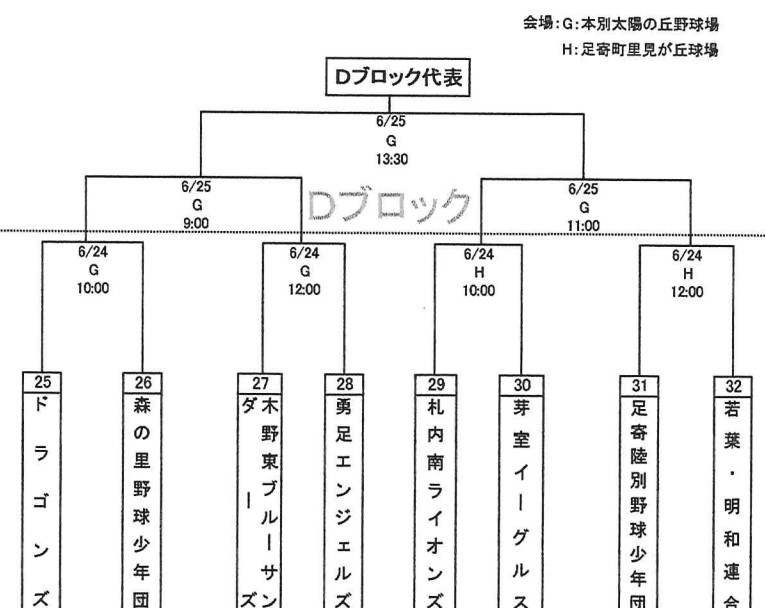 会場:G:本別太陽の丘野球場
H:足寄町里見が丘球場
Dブロック代表
6/25
G
13:30
6/25
G
9:00
Dブロック
6/25
G
11:00
6/24
G
10:00
6/24
G
12:00
6/24
H
10:00
6/24
H
12:00
25
ドラゴンズ
26
森の里野球少年団
27
木野東ブルーサンダーズ
28
勇足エンジェルズ
29
札内南ライオンズ
30
芽室イーグルス
31
足寄陸別野球少年団
32
若葉・明和連合